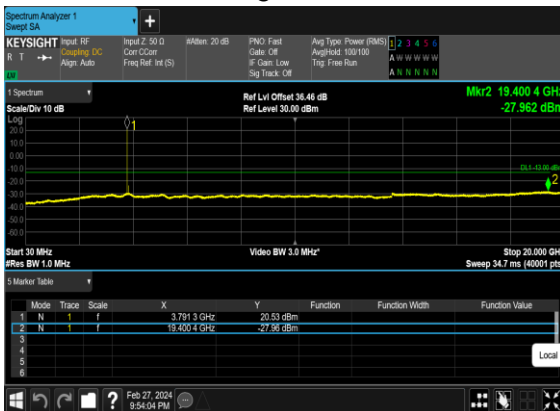 Spectrum Analyzer 1
Swept SA
KEYSIGHT Input: RF Input Z: 50 Ω #Atten: 20 dB PNO: Fast Avg Type: Power (RMS) 1 2 3 4 5 6
R T Coupling: DC Corr CCorr Gate: Off Avg|Hold: 100/100 A W W W W W
Align: Auto Freq Ref: Int (S) IF Gain: Low Trig: Free Run
LV Sig Track: Off A N N N N N
1 Spectrum Ref Lvl Offset 36.46 dB Mkr2 19.400 4 GHz
Scale/Div 10 dB Ref Level 30.00 dBm -27.962 dBm
Log
1
20.0
10.0
0.00
-10.0 DL1 -13.00 dBm
-20.0 2
-30.0
-40.0
-50.0
-60.0
Start 30 MHz Video BW 3.0 MHz* Stop 20.000 GHz
#Res BW 1.0 MHz Sweep 34.7 ms (40001 pts)
5 Marker Table
Mode Trace Scale X Y Function Function Width Function Value
1 N 1 f 3.791 3 GHz 20.53 dBm
2 N 1 f 19.400 4 GHz -27.96 dBm
3
4
5 Local
6
Feb 27, 2024
9:54:04 PM